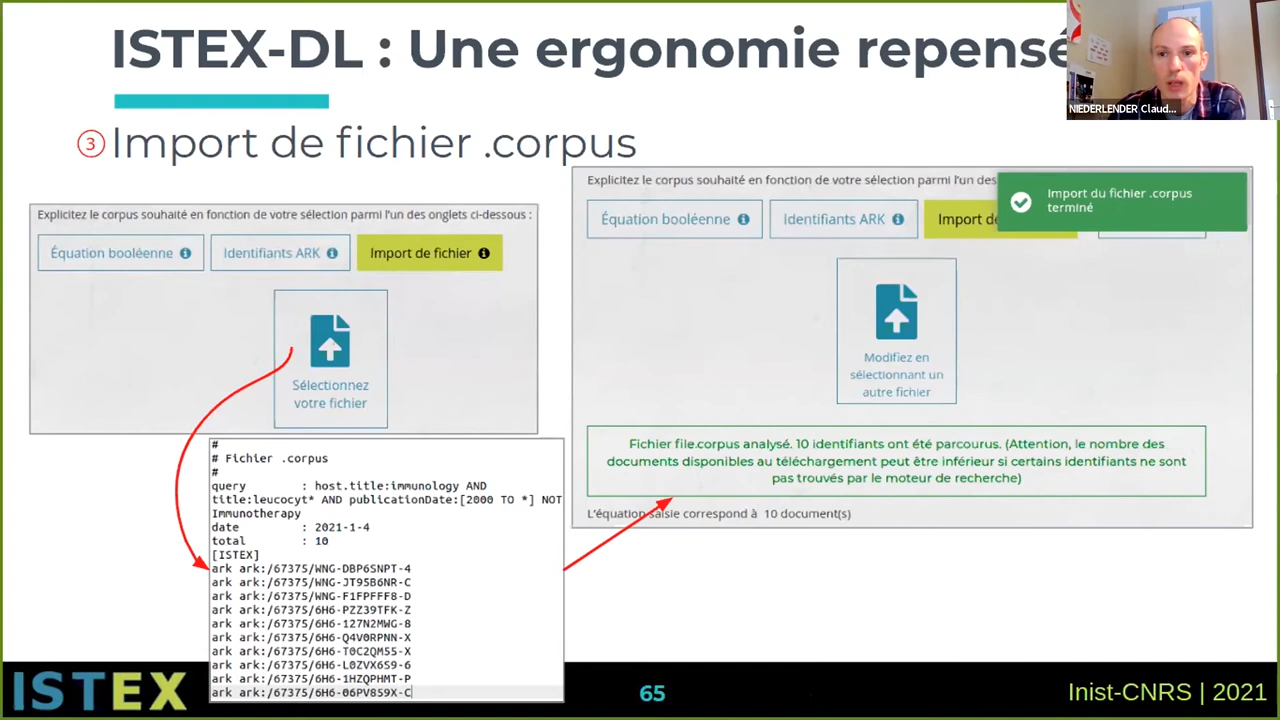 ISTEX-DL : Une ergonomie repensé
NIEDERLENDER Claud...
3 Import de fichier .corpus
Explicitez le corpus souhaité en fonction de votre sélection parmi l'un des onglets ci-dessous :
Équation booléenne
Identifiants ARK
Import de fichier
Sélectionnez
votre fichier
#
# Fichier .corpus
#
query : host.title:immunology AND
title:leucocyt* AND publicationDate:[2000 TO *] NOT
Immunotherapy
date : 2021-1-4
total : 10
[ISTEX]
ark ark:/67375/WNG-DBP6SNPT-4
ark ark:/67375/WNG-JT95B6NR-C
ark ark:/67375/WNG-F1FPFFF8-D
ark ark:/67375/6H6-PZZ39TFK-Z
ark ark:/67375/6H6-127N2MWG-8
ark ark:/67375/6H6-Q4V0RPNN-X
ark ark:/67375/6H6-T0C2QM55-X
ark ark:/67375/6H6-L0ZVX6S9-6
ark ark:/67375/6H6-1HZQPHMT-P
ark ark:/67375/6H6-06PV859X-C
Explicitez le corpus souhaité en fonction de votre sélection parmi l'un des
Import du fichier .corpus
terminé
Équation booléenne
Identifiants ARK
Import de
Modifiez en
sélectionnant un
autre fichier
Fichier file.corpus analysé. 10 identifiants ont été parcourus. (Attention, le nombre des
documents disponibles au téléchargement peut être inférieur si certains identifiants ne sont
pas trouvés par le moteur de recherche)
L'équation saisie correspond à 10 document(s)
ISTEX
65
Inist-CNRS | 2021